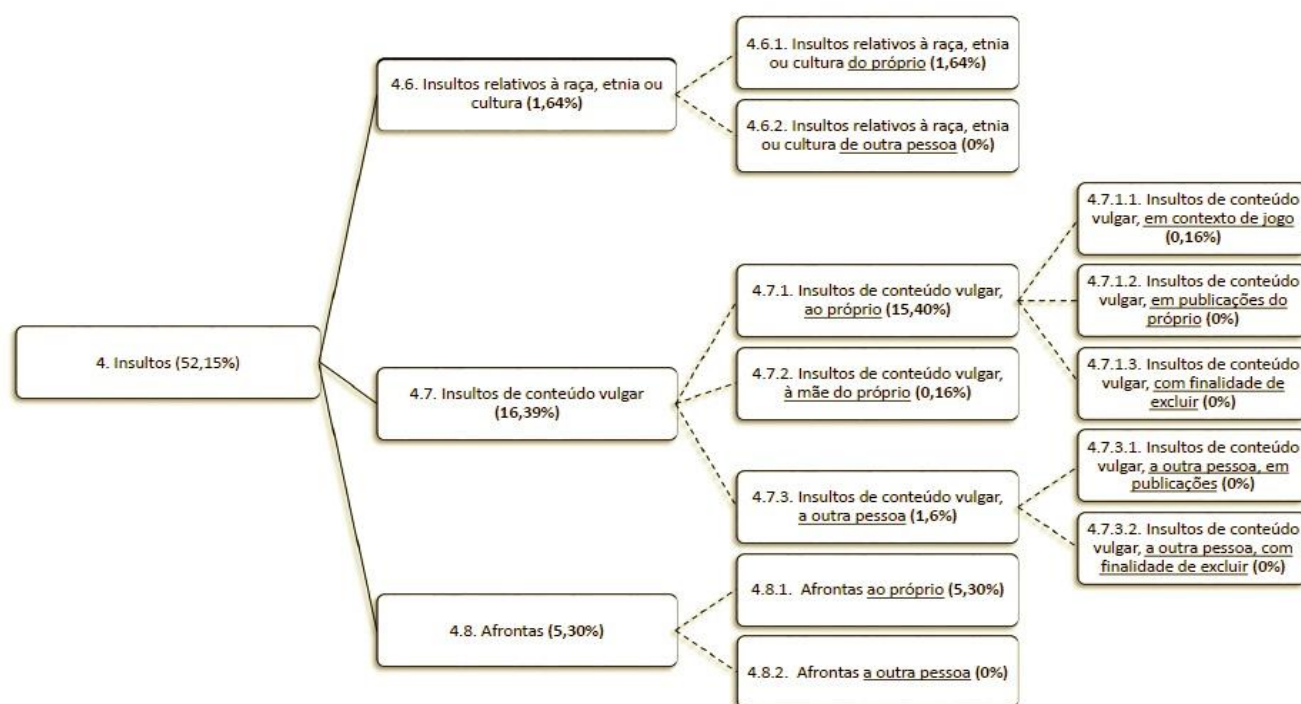 4. Insultos (52,15%)
4.6. Insultos relativos à raça, etnia ou
cultura (1,64%)
4.6.1. Insultos relativos à raça, etnia
ou cultura do próprio (1,64%)
4.6.2. Insultos relativos à raça, etnia
ou cultura de outra pessoa (0%)
4.7. Insultos de conteúdo vulgar
(16,39%)
4.7.1. Insultos de conteúdo vulgar,
ao próprio (15,40%)
4.7.1.1. Insultos de conteúdo
vulgar, em contexto de jogo
(0,16%)
4.7.1.2. Insultos de conteúdo
vulgar, em publicações do
próprio (0%)
4.7.1.3. Insultos de conteúdo
vulgar, com finalidade de
excluir (0%)
4.7.2. Insultos de conteúdo vulgar,
à mãe do próprio (0,16%)
4.7.3. Insultos de conteúdo vulgar,
a outra pessoa (1,6%)
4.7.3.1. Insultos de conteúdo
vulgar, a outra pessoa, em
publicações (0%)
4.7.3.2. Insultos de conteúdo
vulgar, a outra pessoa, com
finalidade de excluir (0%)
4.8. Afrontas (5,30%)
4.8.1. Afrontas ao próprio (5,30%)
4.8.2. Afrontas a outra pessoa (0%)